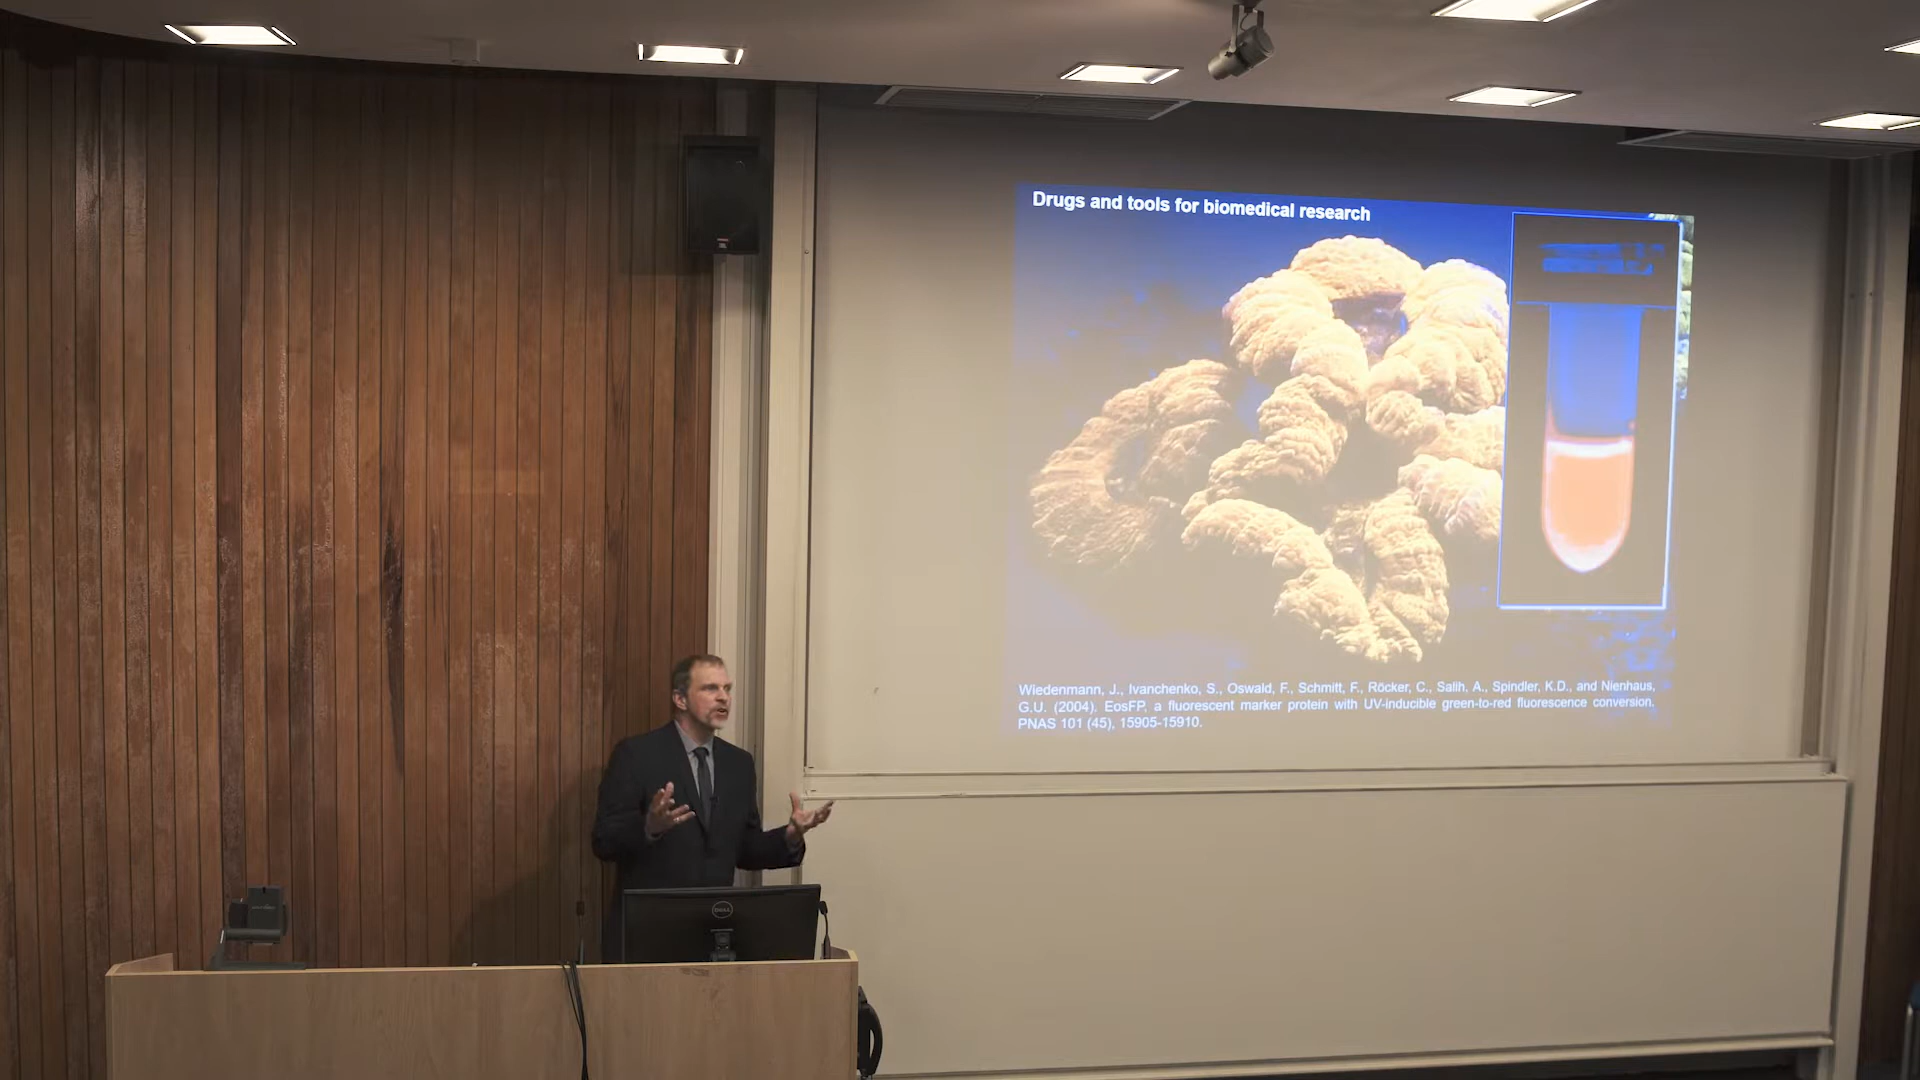 Drugs and tools for biomedical research
Wiedenmann, J., Ivanchenko, S., Oswald, F., Schmitt, F., Röcker, C., Salih, A., Spindler, K.D., and Nienhaus,
G.U. (2004). EosFP, a fluorescent marker protein with UV-inducible green-to-red fluorescence conversion.
PNAS 101 (45), 15905-15910.
DELL